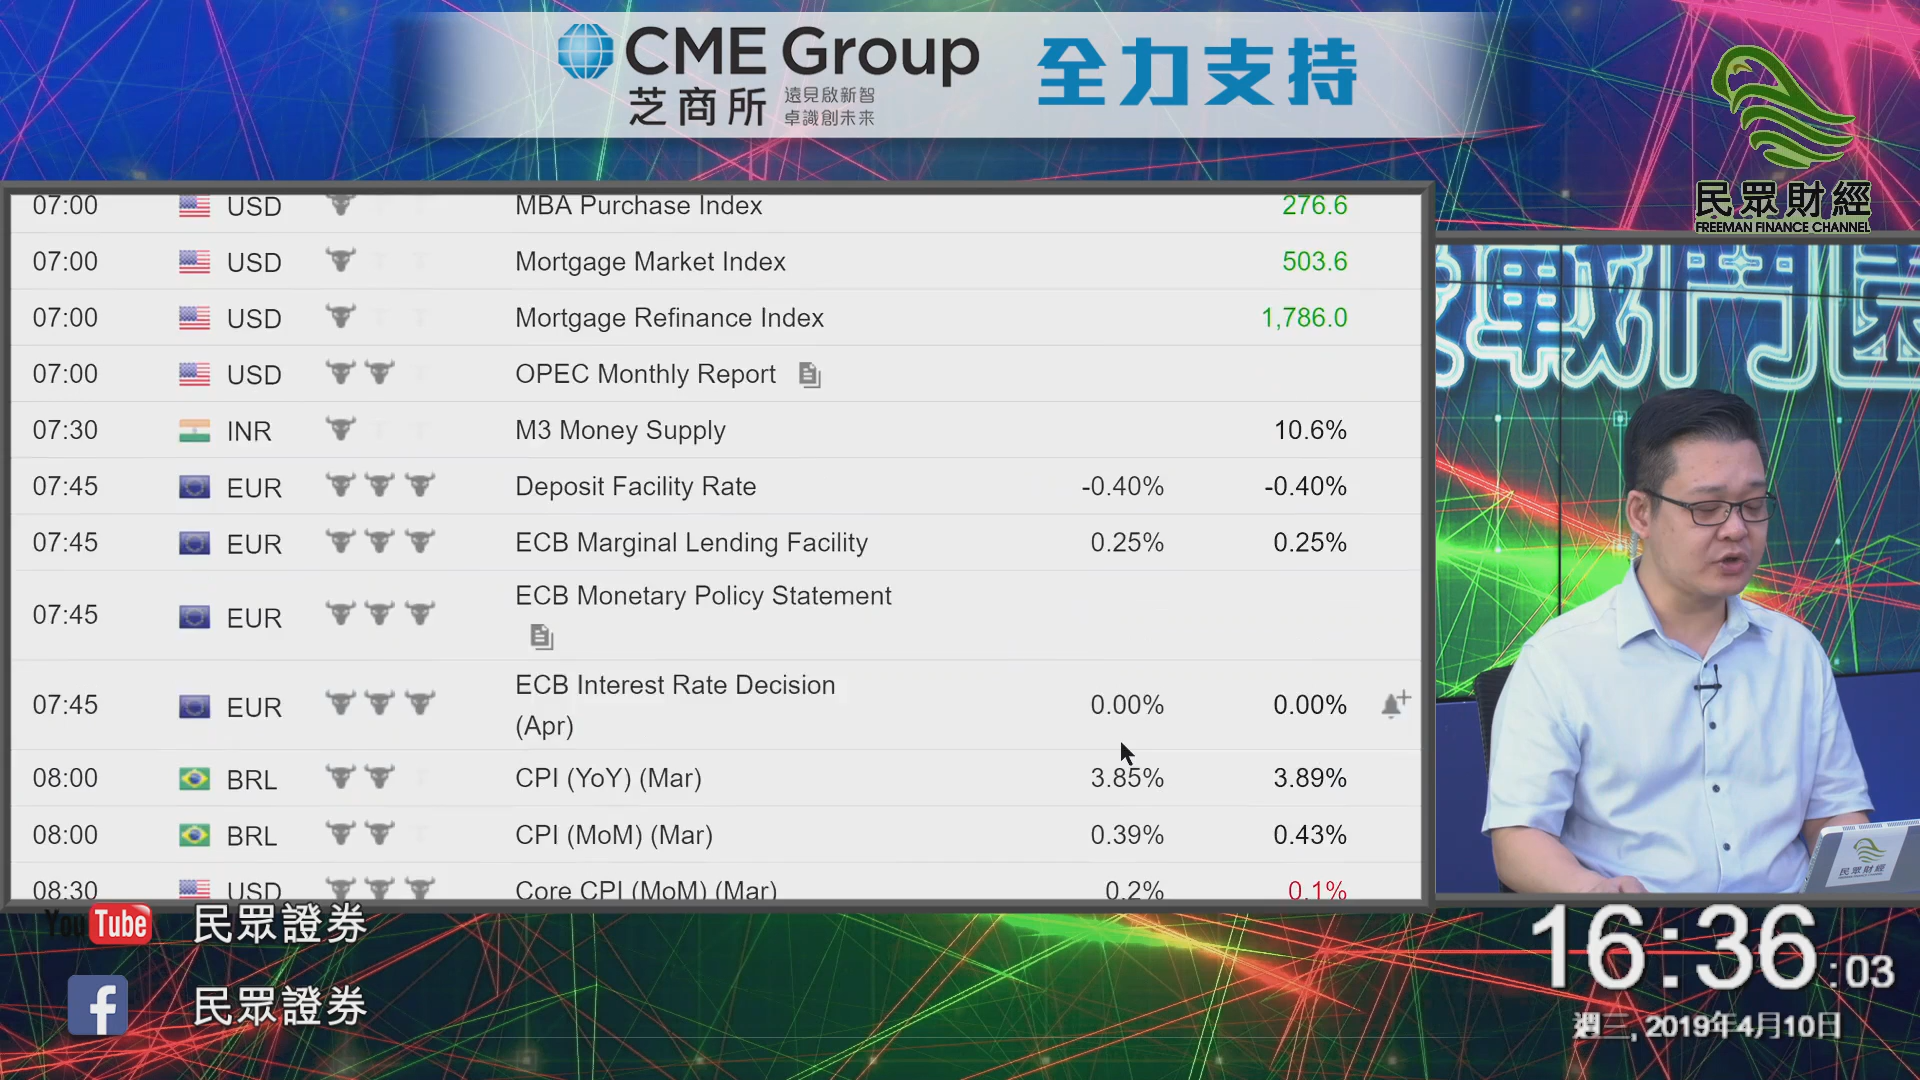 CME Group
芝商所
遠見啟新智
卓識創未來
全力支持
民眾財經
FREEMAN FINANCE CHANNEL
07:00 USD MBA Purchase Index 276.6
07:00 USD Mortgage Market Index 503.6
07:00 USD Mortgage Refinance Index 1,786.0
07:00 USD OPEC Monthly Report
07:30 INR M3 Money Supply 10.6%
07:45 EUR Deposit Facility Rate -0.40% -0.40%
07:45 EUR ECB Marginal Lending Facility 0.25% 0.25%
07:45 EUR ECB Monetary Policy Statement
07:45 EUR ECB Interest Rate Decision (Apr) 0.00% 0.00%
08:00 BRL CPI (YoY) (Mar) 3.85% 3.89%
08:00 BRL CPI (MoM) (Mar) 0.39% 0.43%
08:30 USD Core CPI (MoM) (Mar) 0.2% 0.1%
戰鬥
民眾財經
YouTube 民眾證券
f 民眾證券
16:36:03
週三, 2019年4月10日